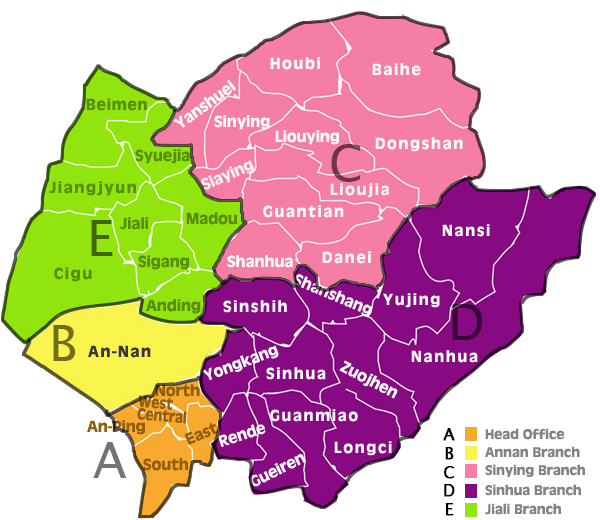 Houbi
Baihe
Yanshuei
Beimen
Sinying
Liouying
Dongshan
Syuejia
C
Siaying
Jiangjyun
Lioujia
Guantian
Madou
Jiali
Nansi
E
Danei
Shanhua
Sigang
Cigu
Shanshang
Yujing
Anding
Sinshih
D
B
An-Nan
Nanhua
Yongkang
Sinhua
Zuojhen
North
West
Central
Guanmiao
An-Ping
East
Rende
Longci
A
South
Gueiren
A Head Office
B Annan Branch
C Sinying Branch
D Sinhua Branch
E Jiali Branch